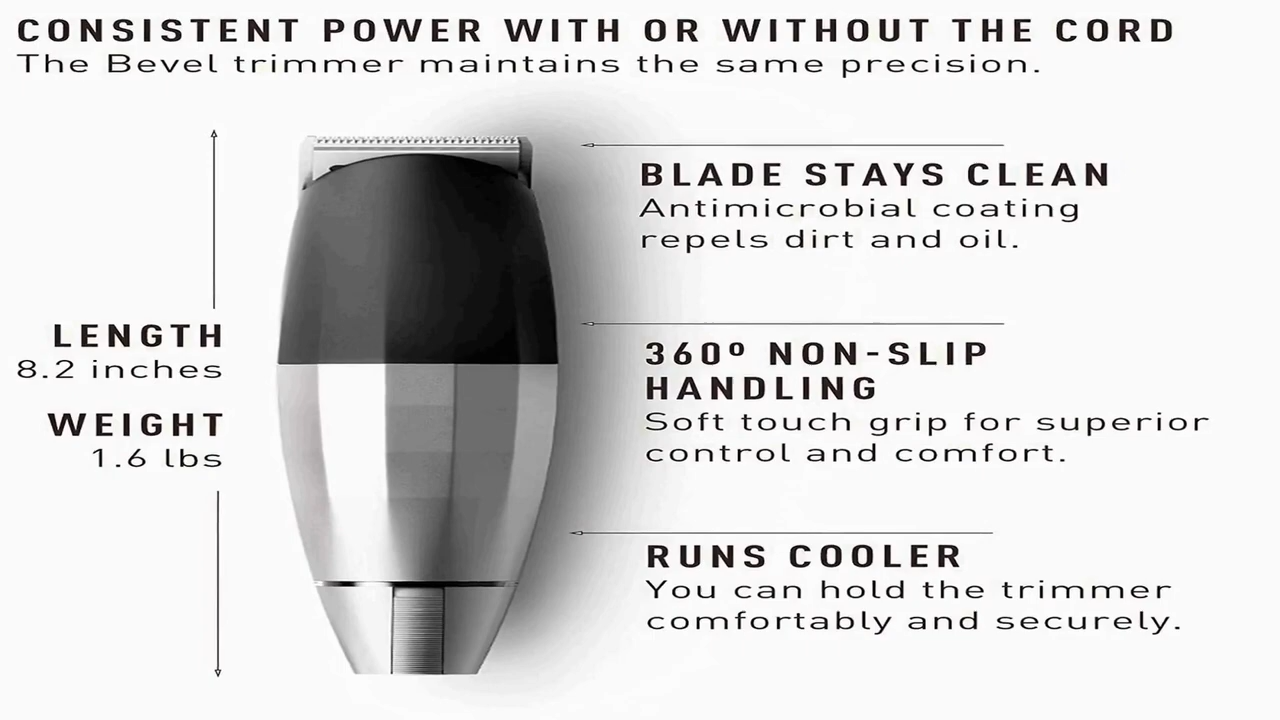 CONSISTENT POWER WITH OR WITHOUT THE CORD
The Bevel trimmer maintains the same precision.
BLADE STAYS CLEAN
Antimicrobial coating
repels dirt and oil.
LENGTH
8.2 inches
WEIGHT
1.6 lbs
360º NON-SLIP
HANDLING
Soft touch grip for superior
control and comfort.
RUNS COOLER
You can hold the trimmer
comfortably and securely.